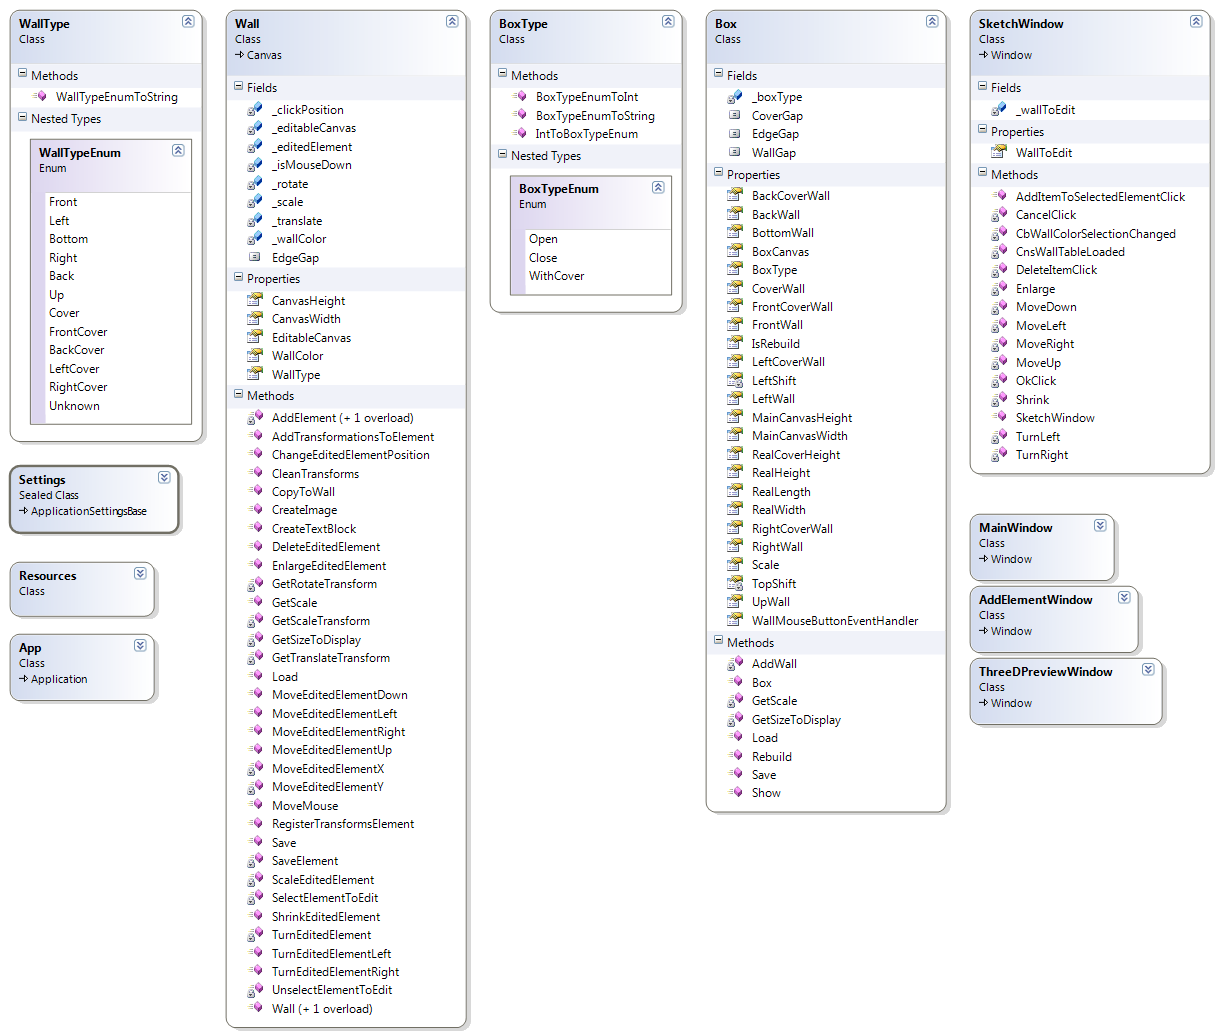 WallType
Class
Methods
WallTypeEnumToString
Nested Types
WallTypeEnum
Enum
Front
Left
Bottom
Right
Back
Up
Cover
FrontCover
BackCover
LeftCover
RightCover
Unknown
Settings
Sealed Class
ApplicationSettingsBase
Resources
Class
App
Class
Application
Wall
Class
Canvas
Fields
_clickPosition
_editableCanvas
_editedElement
_isMouseDown
_rotate
_scale
_translate
_wallColor
EdgeGap
Properties
CanvasHeight
CanvasWidth
EditableCanvas
WallColor
WallType
Methods
AddElement (+ 1 overload)
AddTransformationsToElement
ChangeEditedElementPosition
CleanTransforms
CopyToWall
CreateImage
CreateTextBlock
DeleteEditedElement
EnlargeEditedElement
GetRotateTransform
GetScale
GetScaleTransform
GetSizeToDisplay
GetTranslateTransform
Load
MoveEditedElementDown
MoveEditedElementLeft
MoveEditedElementRight
MoveEditedElementUp
MoveEditedElementX
MoveEditedElementY
MoveMouse
RegisterTransformsElement
Save
SaveElement
ScaleEditedElement
SelectElementToEdit
ShrinkEditedElement
TurnEditedElement
TurnEditedElementLeft
TurnEditedElementRight
UnselectElementToEdit
Wall (+ 1 overload)
BoxType
Class
Methods
BoxTypeEnumToInt
BoxTypeEnumToString
IntToBoxTypeEnum
Nested Types
BoxTypeEnum
Enum
Open
Close
WithCover
Box
Class
Fields
_boxType
CoverGap
EdgeGap
WallGap
Properties
BackCoverWall
BackWall
BottomWall
BoxCanvas
BoxType
CoverWall
FrontCoverWall
FrontWall
IsRebuild
LeftCoverWall
LeftShift
LeftWall
MainCanvasHeight
MainCanvasWidth
RealCoverHeight
RealHeight
RealLength
RealWidth
RightCoverWall
RightWall
Scale
TopShift
UpWall
WallMouseButtonEventHandler
Methods
AddWall
Box
GetScale
GetSizeToDisplay
Load
Rebuild
Save
Show
SketchWindow
Class
Window
Fields
_wallToEdit
Properties
WallToEdit
Methods
AddItemToSelectedElementClick
CancelClick
CbWallColorSelectionChanged
CnsWallTableLoaded
DeleteItemClick
Enlarge
MoveDown
MoveLeft
MoveRight
MoveUp
OkClick
Shrink
SketchWindow
TurnLeft
TurnRight
MainWindow
Class
Window
AddElementWindow
Class
Window
ThreeDPreviewWindow
Class
Window